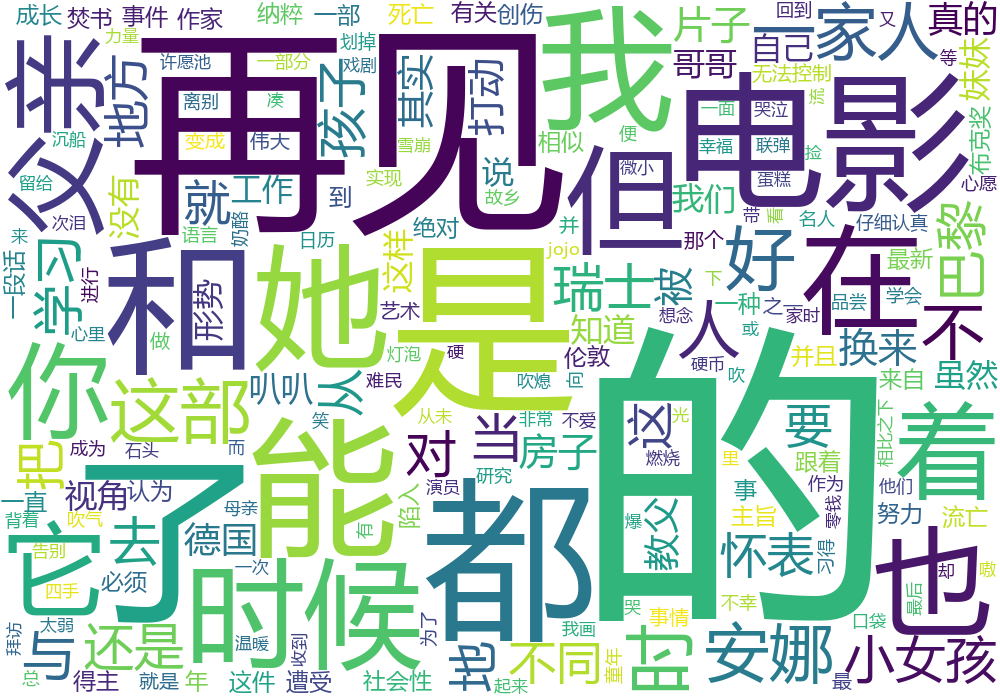 成长 焚书 事件 作家 纳粹 一部 死亡 有关 创伤 片子 一回到 又 家人 真的
力量 再见 划掉 我 哥哥 自己 等 妹妹
父亲 地方 许愿池 一部分 戏剧 孩子 其实 打动 无法控制 电影 布克奖
离别 凑 雪崩 相似 便 一面 哭泣 流
沉船 变成 伟大 说 但 微小 幸福 联弹 捡
留给 没有 就 工作 到 实现 故乡 我们 蛋糕 心愿
次泪 语言 奶酪 日历 绝对 并 那个 带 看 名人 仔细认真
来 和 她 这样 是 jojo 好 在 巴黎 最新
一段话 学习 进行 形势 艺术 瑞士 被 下 一种 之 家时 品尝 学会
心里 做 灯泡 硬 知道 想念 人 或 不
你 这部 叭叭 从 难民 伦敦 吹熄 向 硬币 吹 并且 换来 来自 虽然
笑 从未 非常 不爱 这 光 要 着
把 成为 石头 而 对 当 房子 燃烧 里 跟着 相比之下
一直 视角 认为 能 演员 研究 的 事 作为 他们
背着 吹气 了 母亲 有 陷入 都 爆 教父 主旨 零钱 努力
它 去 德国 流亡
告别 一次 时候 哭 怀表 习得 也 却 嗷
四手 必须 不幸 最后
拜访 太弱 温暖 收到 为了 我画 事情 口袋
与 还是 地 不同 时 安娜 小女孩
总 得主 就是 年 这件 遭受 社会性 起来 童年 最